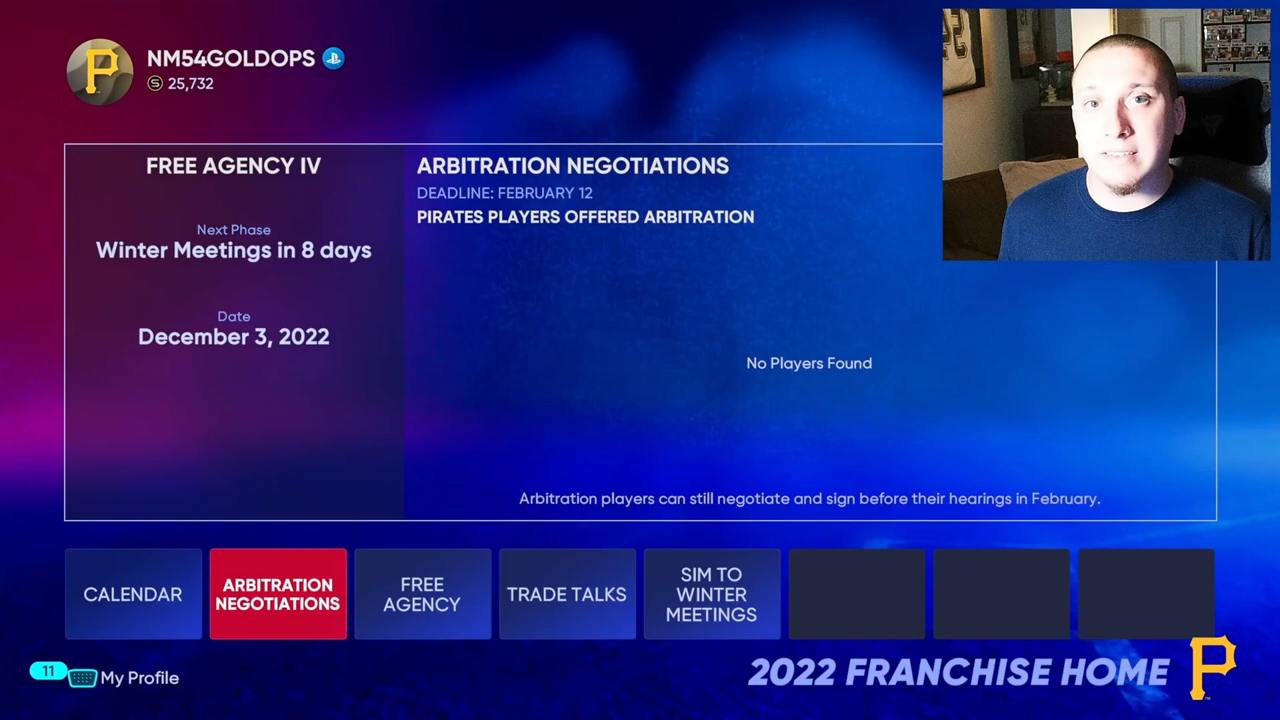 NM54GOLDOPS
25,732
FREE AGENCY IV
Next Phase
Winter Meetings in 8 days
Date
December 3, 2022
ARBITRATION NEGOTIATIONS
DEADLINE: FEBRUARY 12
PIRATES PLAYERS OFFERED ARBITRATION
No Players Found
Arbitration players can still negotiate and sign before their hearings in February.
CALENDAR
ARBITRATION
NEGOTIATIONS
FREE
AGENCY
TRADE TALKS
SIM TO
WINTER
MEETINGS
11
My Profile
2022 FRANCHISE HOME
P